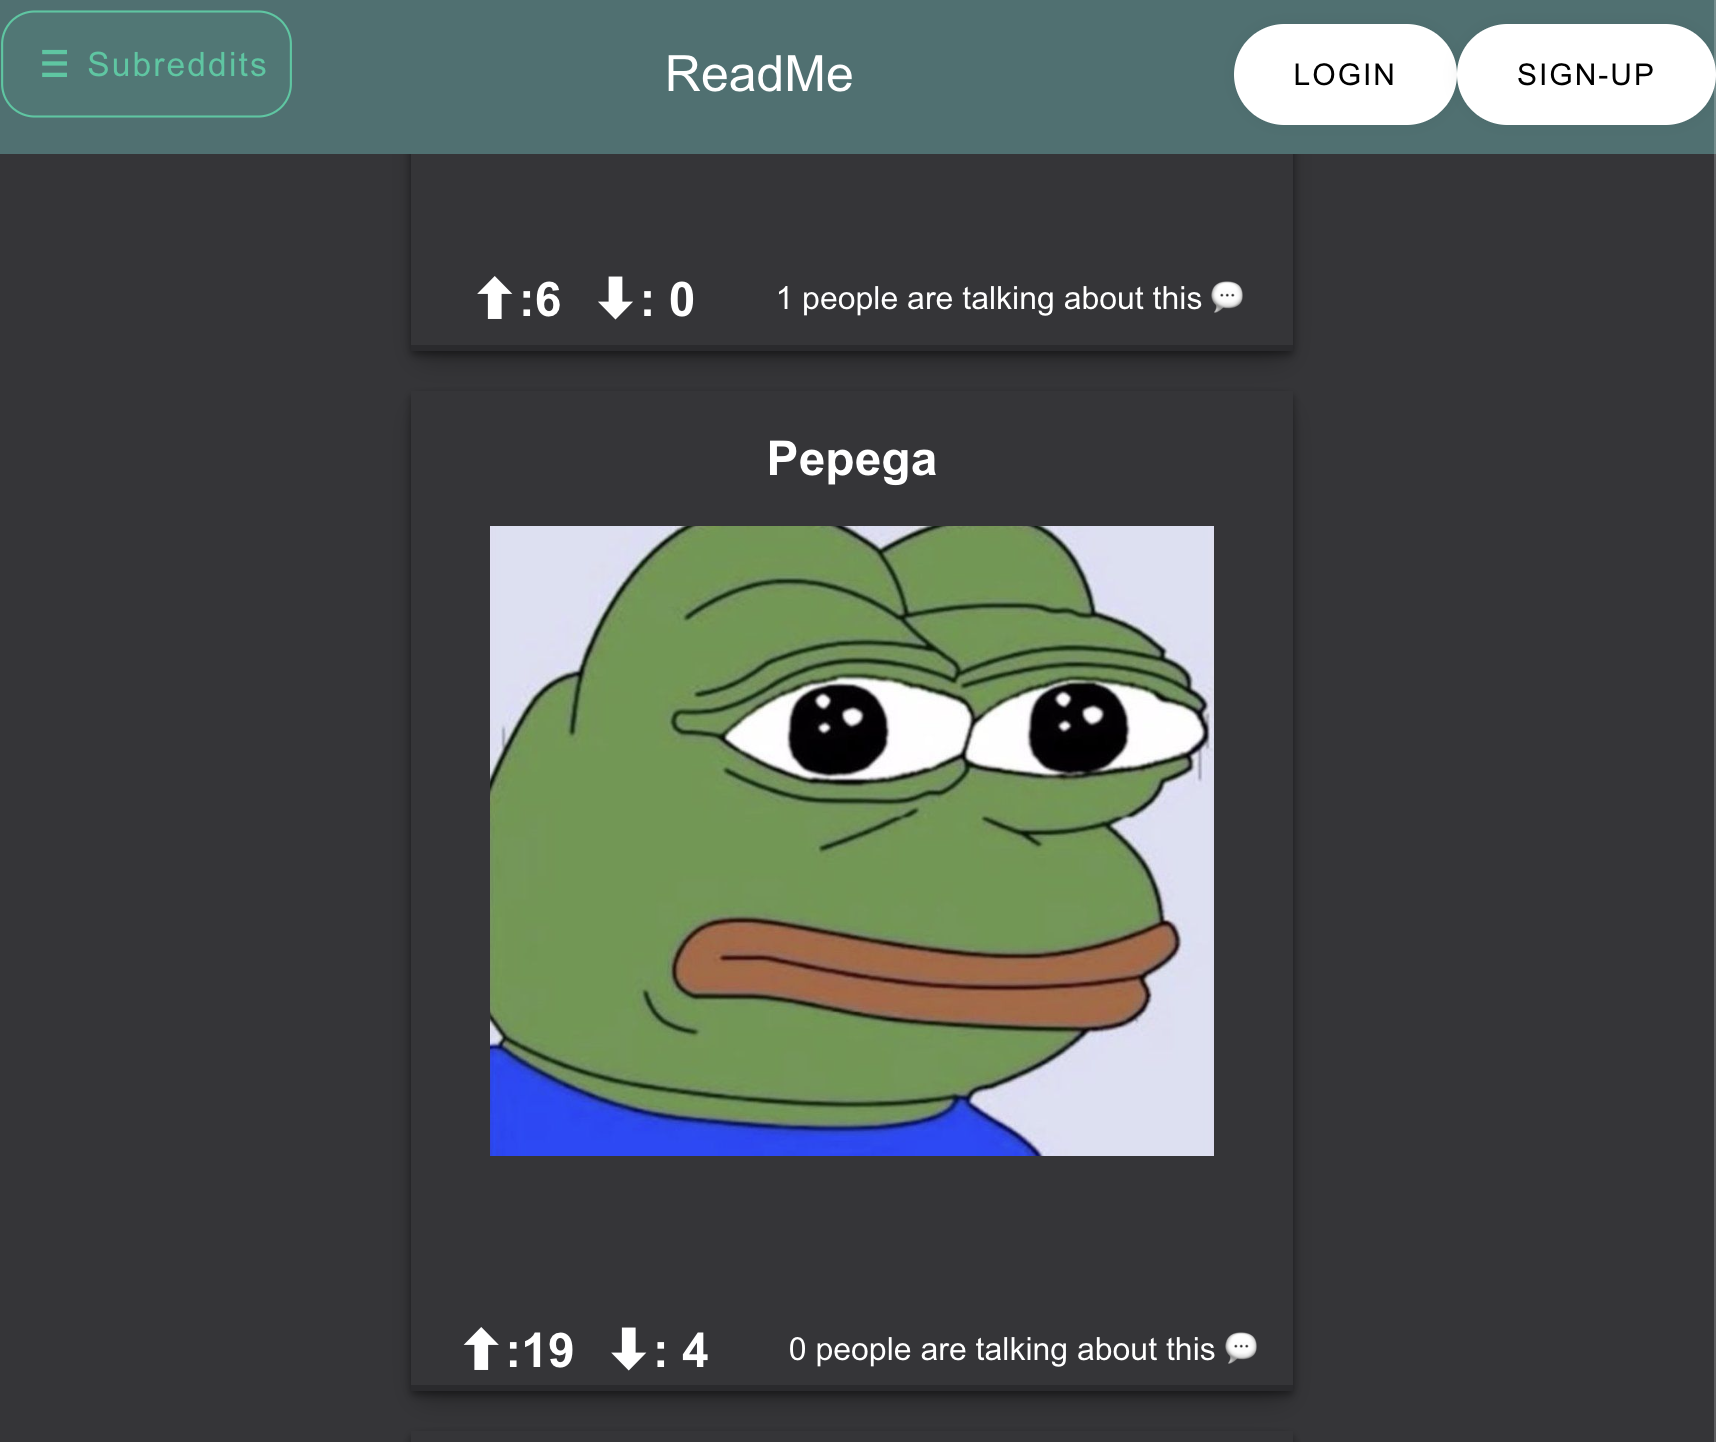 ☰ Subreddits
ReadMe
LOGIN
SIGN-UP
⬆:6 ⬇: 0 1 people are talking about this 💬
Pepega
⬆:19 ⬇: 4 0 people are talking about this 💬